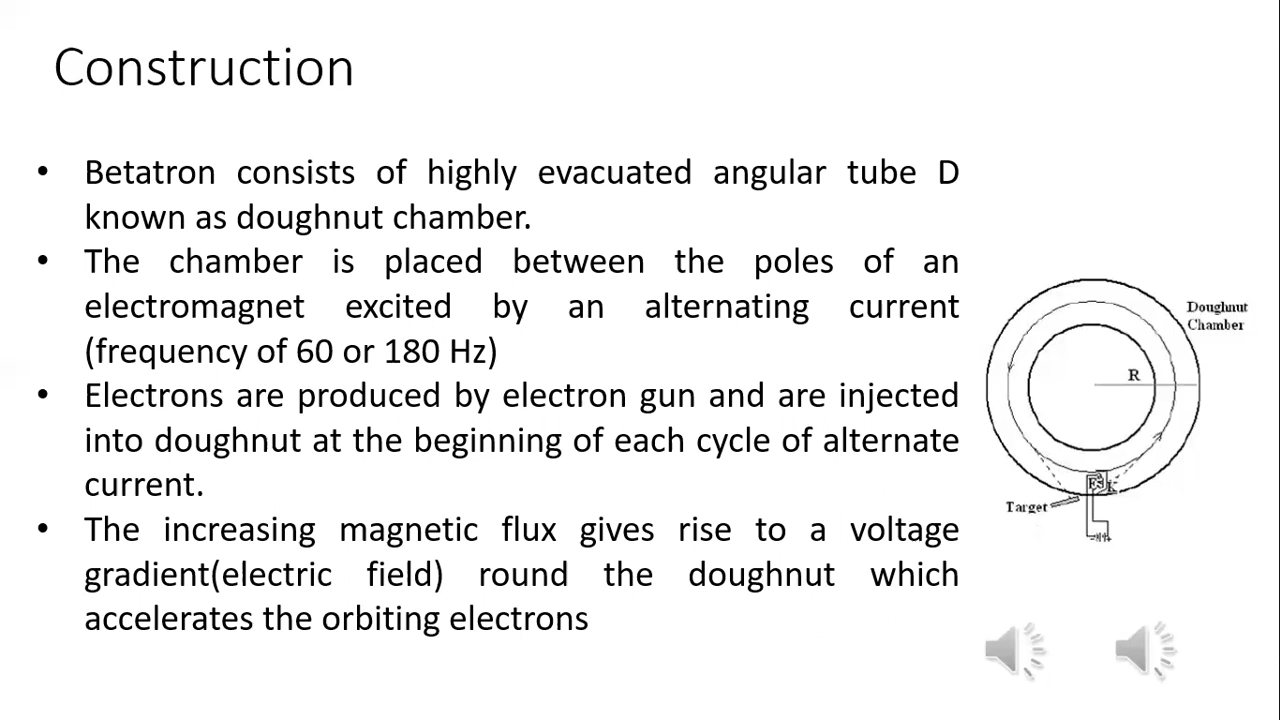 Construction
• Betatron consists of highly evacuated angular tube D
known as doughnut chamber.
• The chamber is placed between the poles of an
electromagnet excited by an alternating current
(frequency of 60 or 180 Hz)
• Electrons are produced by electron gun and are injected
into doughnut at the beginning of each cycle of alternate
current.
• The increasing magnetic flux gives rise to a voltage
gradient(electric field) round the doughnut which
accelerates the orbiting electrons
Doughnut
Chamber
R
Target